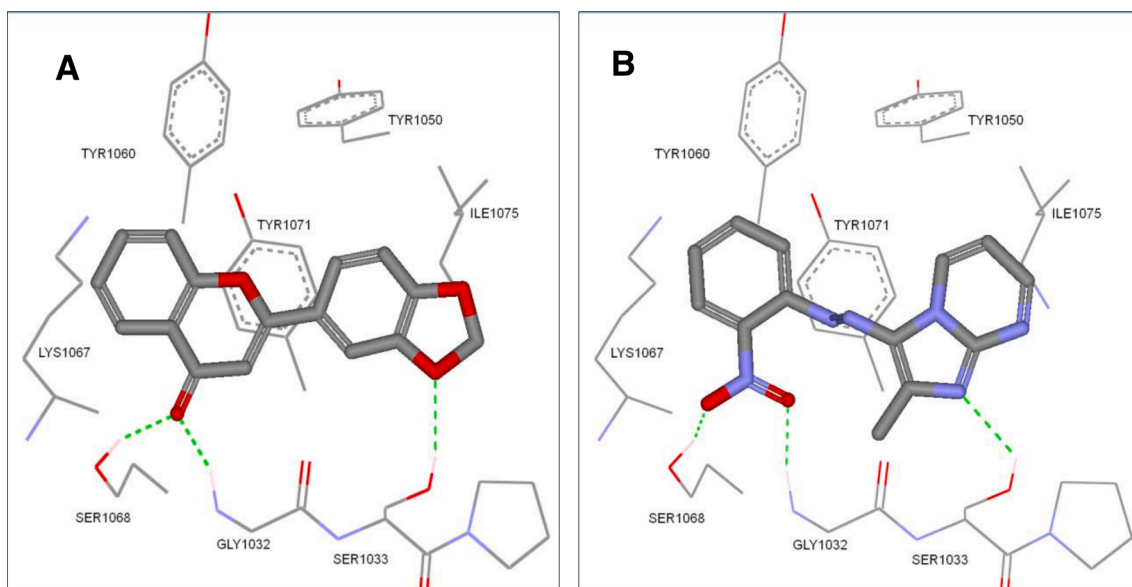 A
TYR1050
TYR1060
TYR1071
ILE1075
LYS1067
SER1068
GLY1032
SER1033
B
TYR1050
TYR1060
TYR1071
ILE1075
LYS1067
SER1068
GLY1032
SER1033